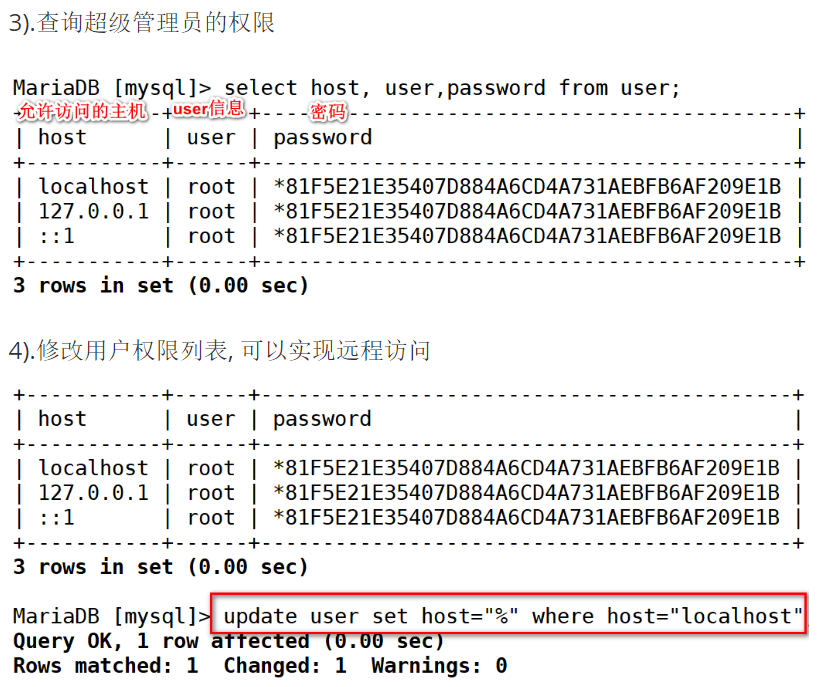 3).查询超级管理员的权限
MariaDB [mysql]> select host, user,password from user;
允许访问的主机 user信息 密码
+-----------+------+-------------------------------------------+
| host      | user | password                                  |
+-----------+------+-------------------------------------------+
| localhost | root | *81F5E21E35407D884A6CD4A731AEBFB6AF209E1B |
| 127.0.0.1 | root | *81F5E21E35407D884A6CD4A731AEBFB6AF209E1B |
| ::1       | root | *81F5E21E35407D884A6CD4A731AEBFB6AF209E1B |
+-----------+------+-------------------------------------------+
3 rows in set (0.00 sec)
4).修改用户权限列表, 可以实现远程访问
+-----------+------+-------------------------------------------+
| host      | user | password                                  |
+-----------+------+-------------------------------------------+
| localhost | root | *81F5E21E35407D884A6CD4A731AEBFB6AF209E1B |
| 127.0.0.1 | root | *81F5E21E35407D884A6CD4A731AEBFB6AF209E1B |
| ::1       | root | *81F5E21E35407D884A6CD4A731AEBFB6AF209E1B |
+-----------+------+-------------------------------------------+
3 rows in set (0.00 sec)
MariaDB [mysql]> update user set host="%" where host="localhost"
Query OK, 1 row affected (0.00 sec)
Rows matched: 1  Changed: 1  Warnings: 0